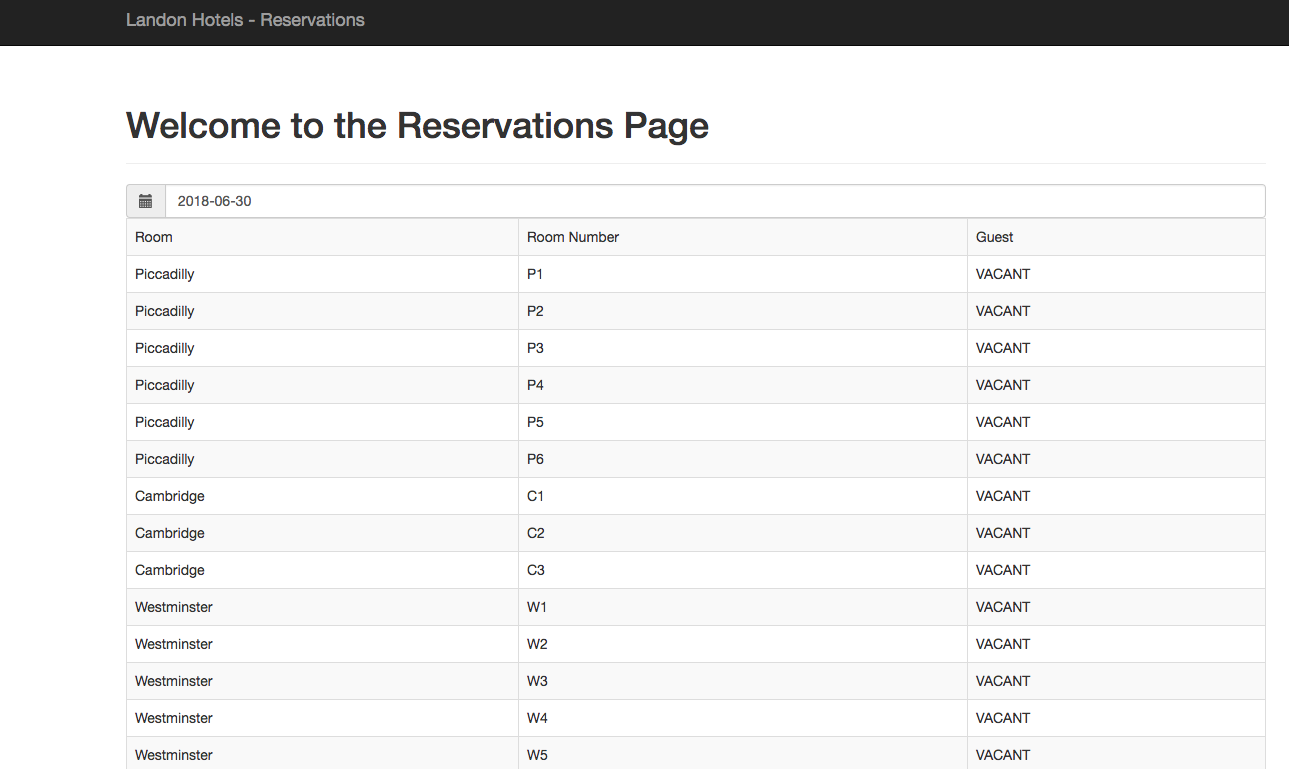 Landon Hotels - Reservations
Welcome to the Reservations Page
2018-06-30
Room Room Number Guest
Piccadilly P1 VACANT
Piccadilly P2 VACANT
Piccadilly P3 VACANT
Piccadilly P4 VACANT
Piccadilly P5 VACANT
Piccadilly P6 VACANT
Cambridge C1 VACANT
Cambridge C2 VACANT
Cambridge C3 VACANT
Westminster W1 VACANT
Westminster W2 VACANT
Westminster W3 VACANT
Westminster W4 VACANT
Westminster W5 VACANT